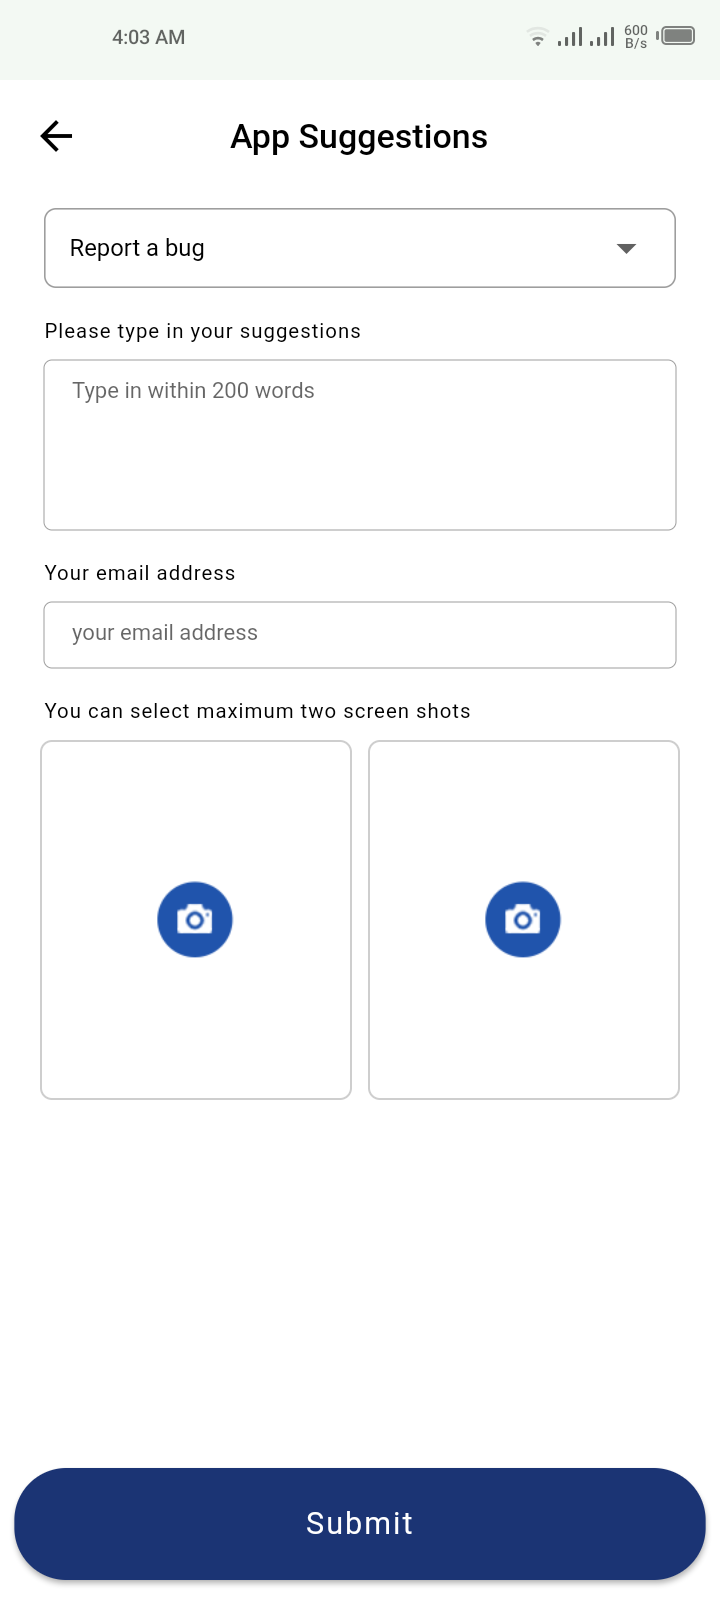 4:03 AM
600
B/s
App Suggestions
Report a bug
Please type in your suggestions
Type in within 200 words
Your email address
your email address
You can select maximum two screen shots
Submit